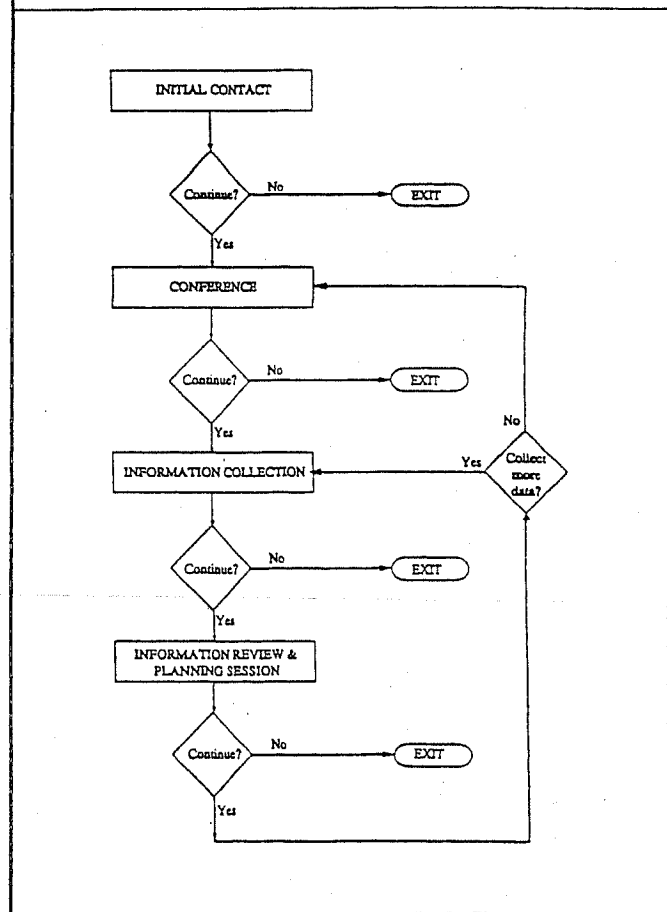 INITIAL CONTACT
Continue?
No
EXIT
Yes
CONFERENCE
Continue?
No
EXIT
Yes
No
INFORMATION COLLECTION
Yes
Collect
more
data?
Continue?
No
EXIT
Yes
INFORMATION REVIEW &
PLANNING SESSION
Continue?
No
EXIT
Yes